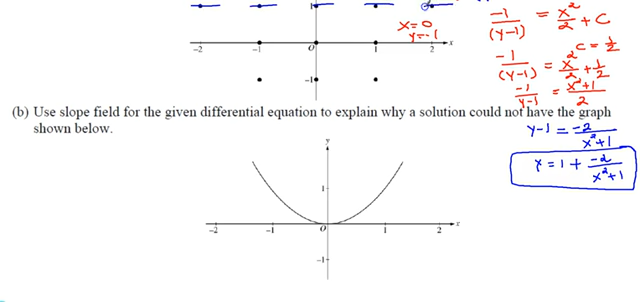 1
-2 -1 O 1 2 x
-1
x=0
y=-1
-1/(y-1) = x²/2 + C
C = 1/2
-1/(y-1) = x²/2 + 1/2
-1/y-1 = x²+1/2
(b) Use slope field for the given differential equation to explain why a solution could not have the graph
shown below.
y-1 = -2/x²+1
y = 1 + -2/x²+1
y
1
-2 -1 O 1 2 x
-1